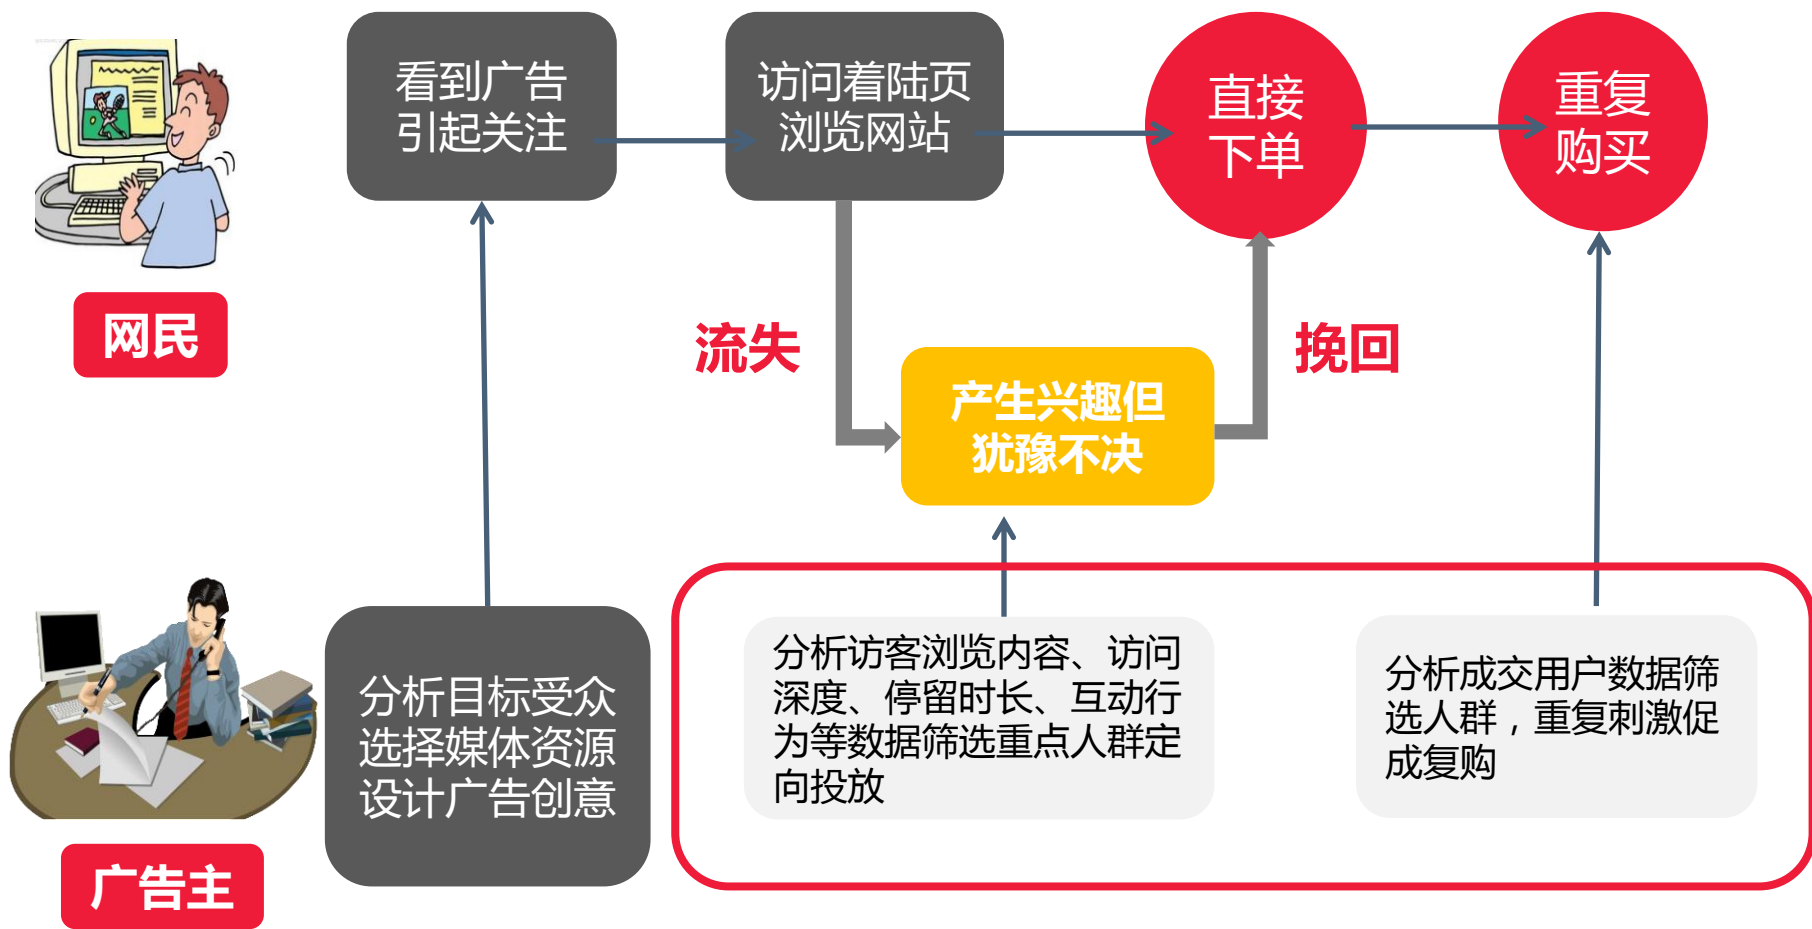 看到广告
引起关注
访问着陆页
浏览网站
直接
下单
重复
购买
网民
流失
挽回
产生兴趣但
犹豫不决
分析目标受众
选择媒体资源
设计广告创意
分析访客浏览内容、访问
深度、停留时长、互动行
为等数据筛选重点人群定
向投放
分析成交用户数据筛
选人群，重复刺激促
成复购
广告主